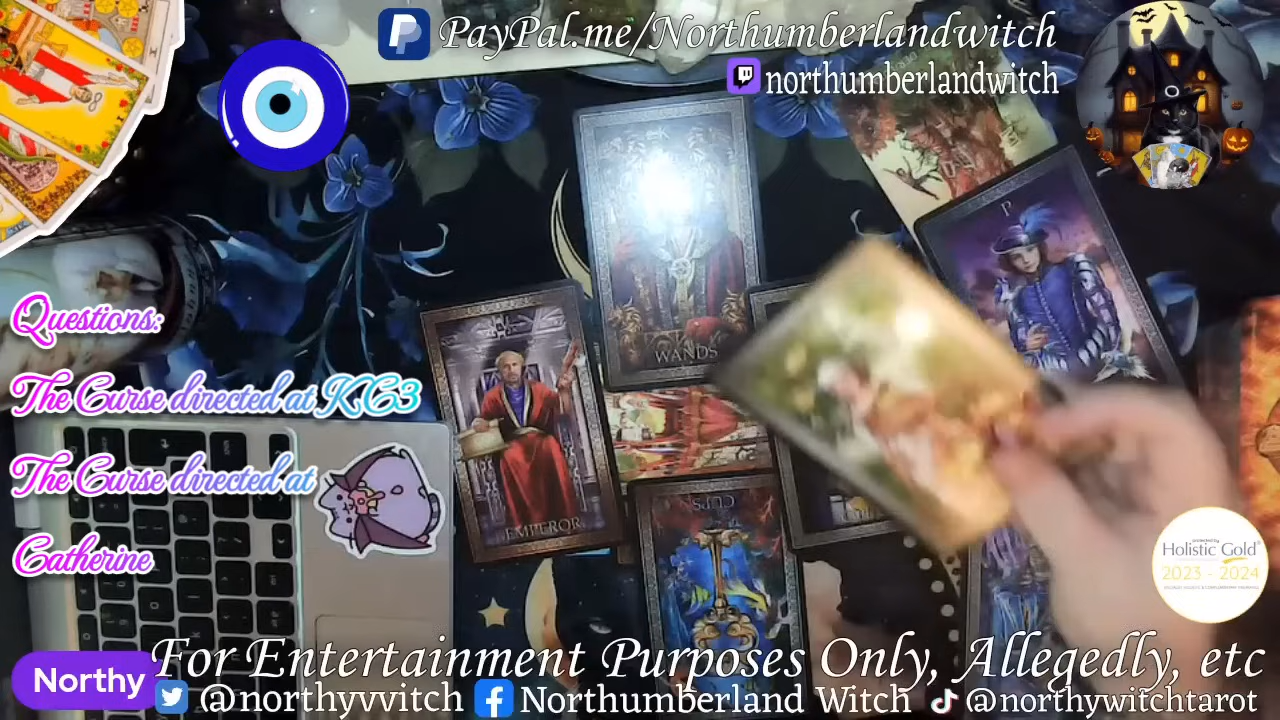 PayPal.me/Northumberlandwitch
northumberlandwitch
P
WANDS
Questions:
The Curse directed at KC3
The Curse directed at
Catherine
EMPEROR
CUPS
Holistic Gold
2023 - 2024
For Entertainment Purposes Only, Allegedly, etc
Northy
@northyvvitch
Northumberland Witch
@northywitchtarot